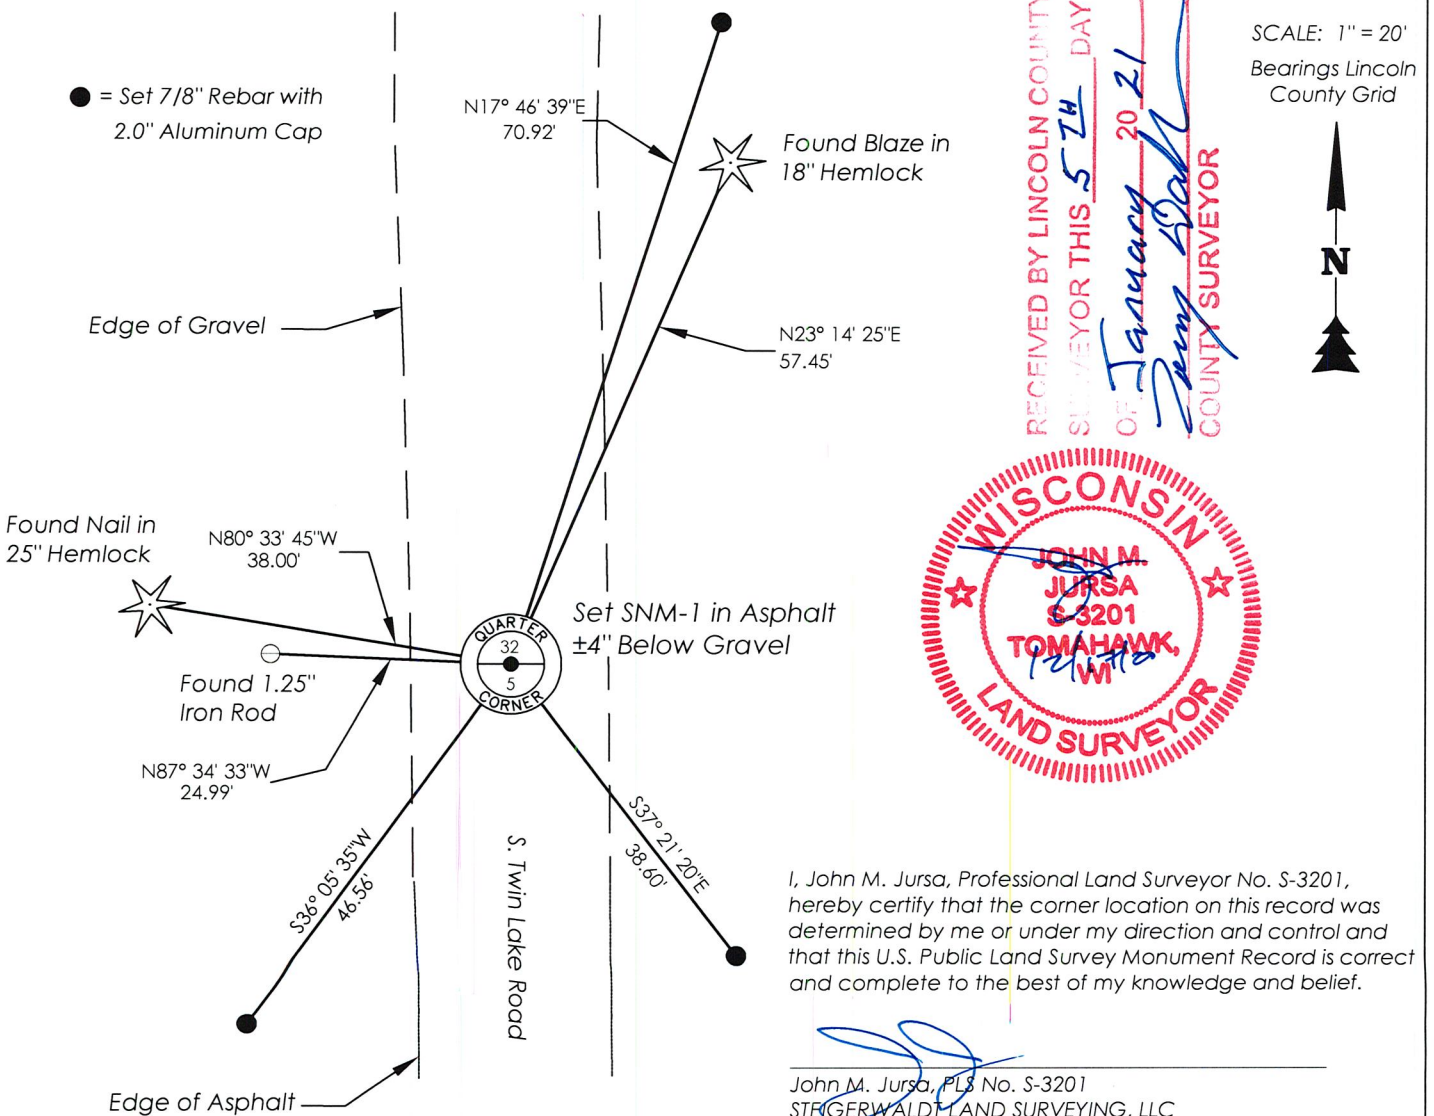 SCALE: 1" = 20'
Bearings Lincoln
County Grid
N
= Set 7/8" Rebar with
2.0" Aluminum Cap
N17° 46' 39"E
70.92'
Found Blaze in
18" Hemlock
Edge of Gravel
N23° 14' 25"E
57.45'
Found Nail in
25" Hemlock
N80° 33' 45"W
38.00'
Set SNM-1 in Asphalt
±4" Below Gravel
QUARTER
32
5
CORNER
Found 1.25"
Iron Rod
N87° 34' 33"W
24.99'
S36° 05' 35"W
46.56'
S37° 21' 20"E
38.60'
S. Twin Lake Road
Edge of Asphalt
RECEIVED BY LINCOLN COUNTY
SURVEYOR THIS 5TH DAY
OF January 20 21
COUNTY SURVEYOR
WISCONSIN
JOHN M.
JURSA
S-3201
TOMAHAWK,
WI
LAND SURVEYOR
I, John M. Jursa, Professional Land Surveyor No. S-3201,
hereby certify that the corner location on this record was
determined by me or under my direction and control and
that this U.S. Public Land Survey Monument Record is correct
and complete to the best of my knowledge and belief.
John M. Jursa, PLS No. S-3201
STEIGERWALDT LAND SURVEYING, LLC